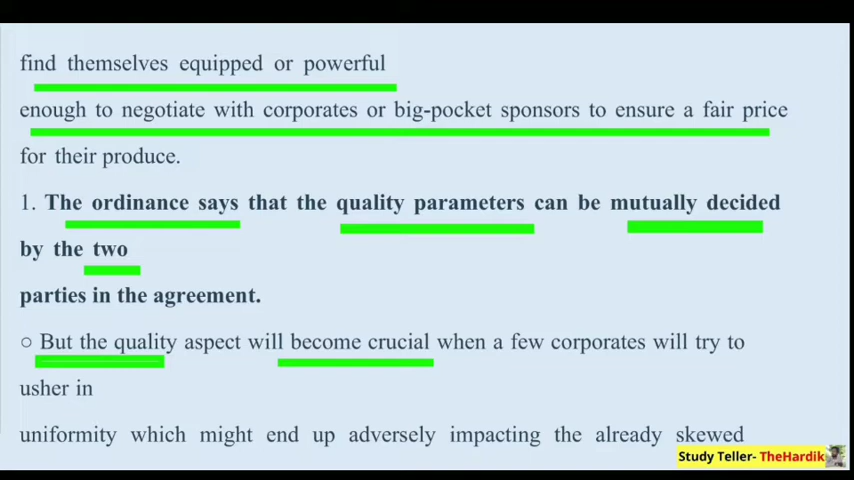 find themselves equipped or powerful
enough to negotiate with corporates or big-pocket sponsors to ensure a fair price
for their produce.
1. The ordinance says that the quality parameters can be mutually decided
by the two
parties in the agreement.
○ But the quality aspect will become crucial when a few corporates will try to
usher in
uniformity which might end up adversely impacting the already skewed
Study Teller- TheHardik